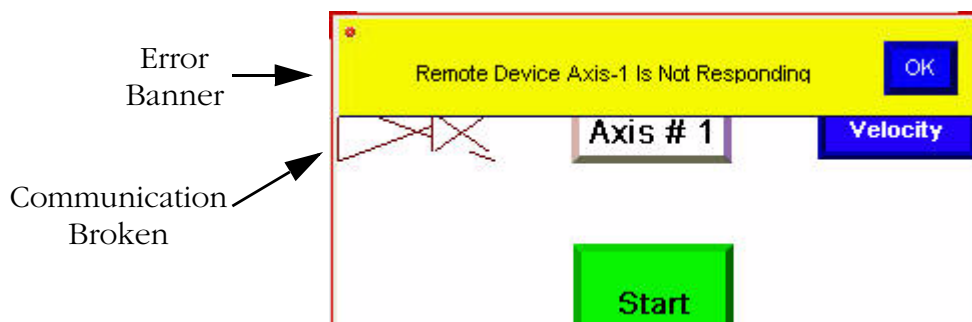 Error
Banner
Remote Device Axis-1 Is Not Responding
OK
Axis # 1
Velocity
Communication
Broken
Start